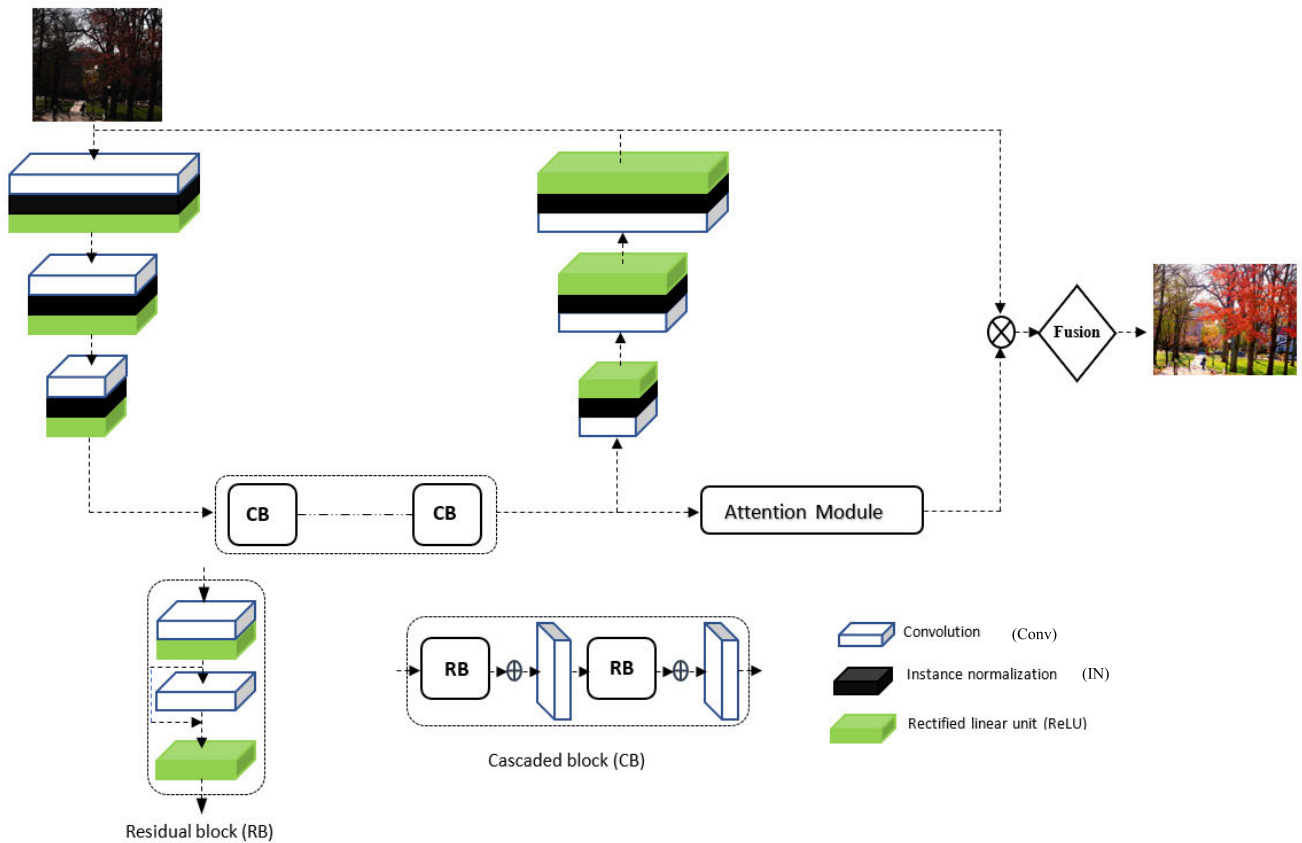 Fusion
CB
CB
Attention Module
RB
RB
Convolution (Conv)
Instance normalization (IN)
Rectified linear unit (ReLU)
Cascaded block (CB)
Residual block (RB)